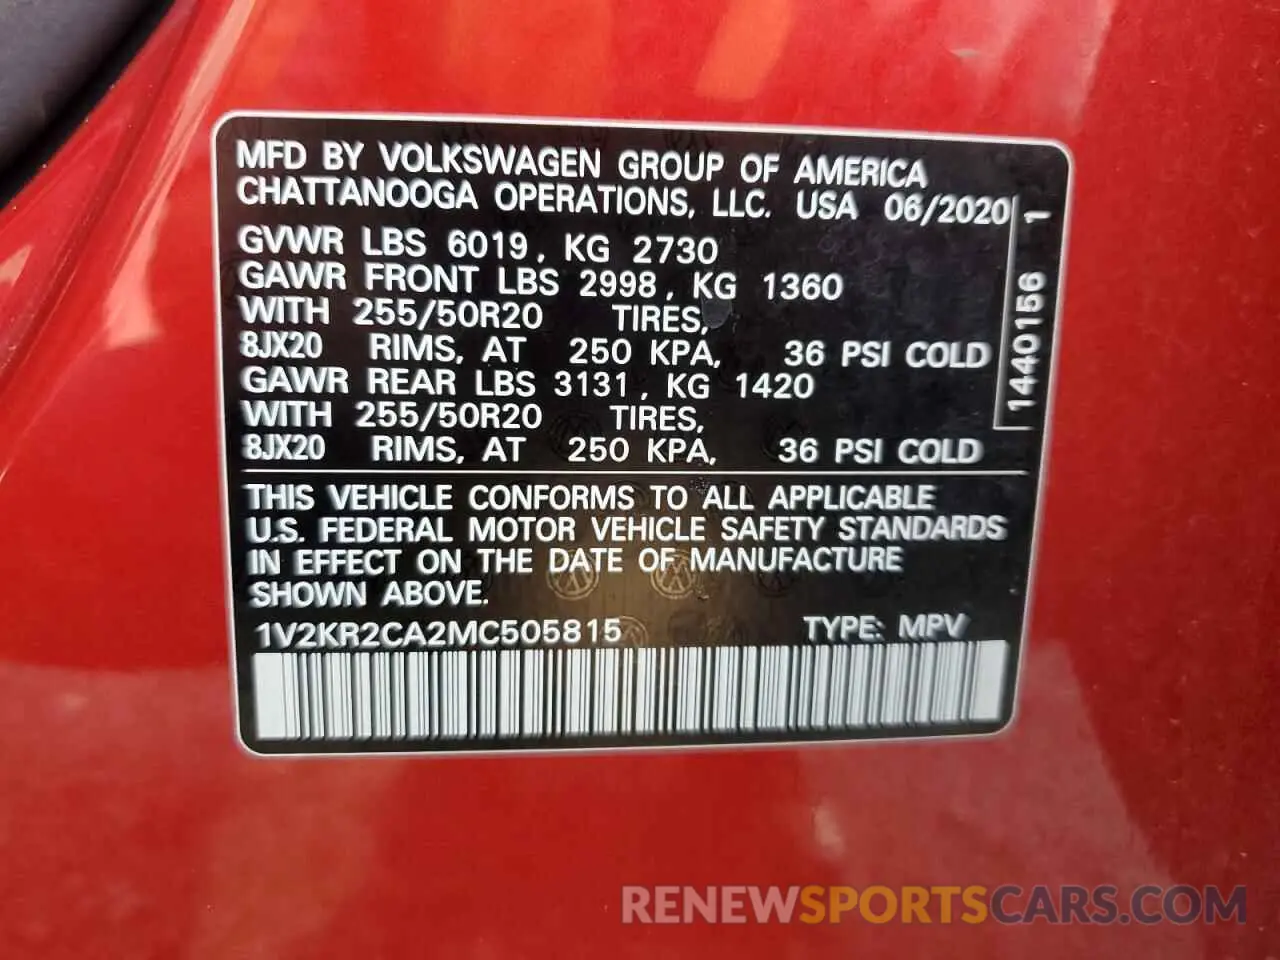 MFD BY VOLKSWAGEN GROUP OF AMERICA
CHATTANOOGA OPERATIONS, LLC. USA 06/2020
GVWR LBS 6019, KG 2730
GAWR FRONT LBS 2998, KG 1360
WITH 255/50R20 TIRES,
8JX20 RIMS, AT 250 KPA, 36 PSI COLD
GAWR REAR LBS 3131, KG 1420
WITH 255/50R20 TIRES,
8JX20 RIMS, AT 250 KPA, 36 PSI COLD
1440156 1
THIS VEHICLE CONFORMS TO ALL APPLICABLE
U.S. FEDERAL MOTOR VEHICLE SAFETY STANDARDS
IN EFFECT ON THE DATE OF MANUFACTURE
SHOWN ABOVE.
1V2KR2CA2MC505815 TYPE: MPV
RENEWSPORTSCARS.COM